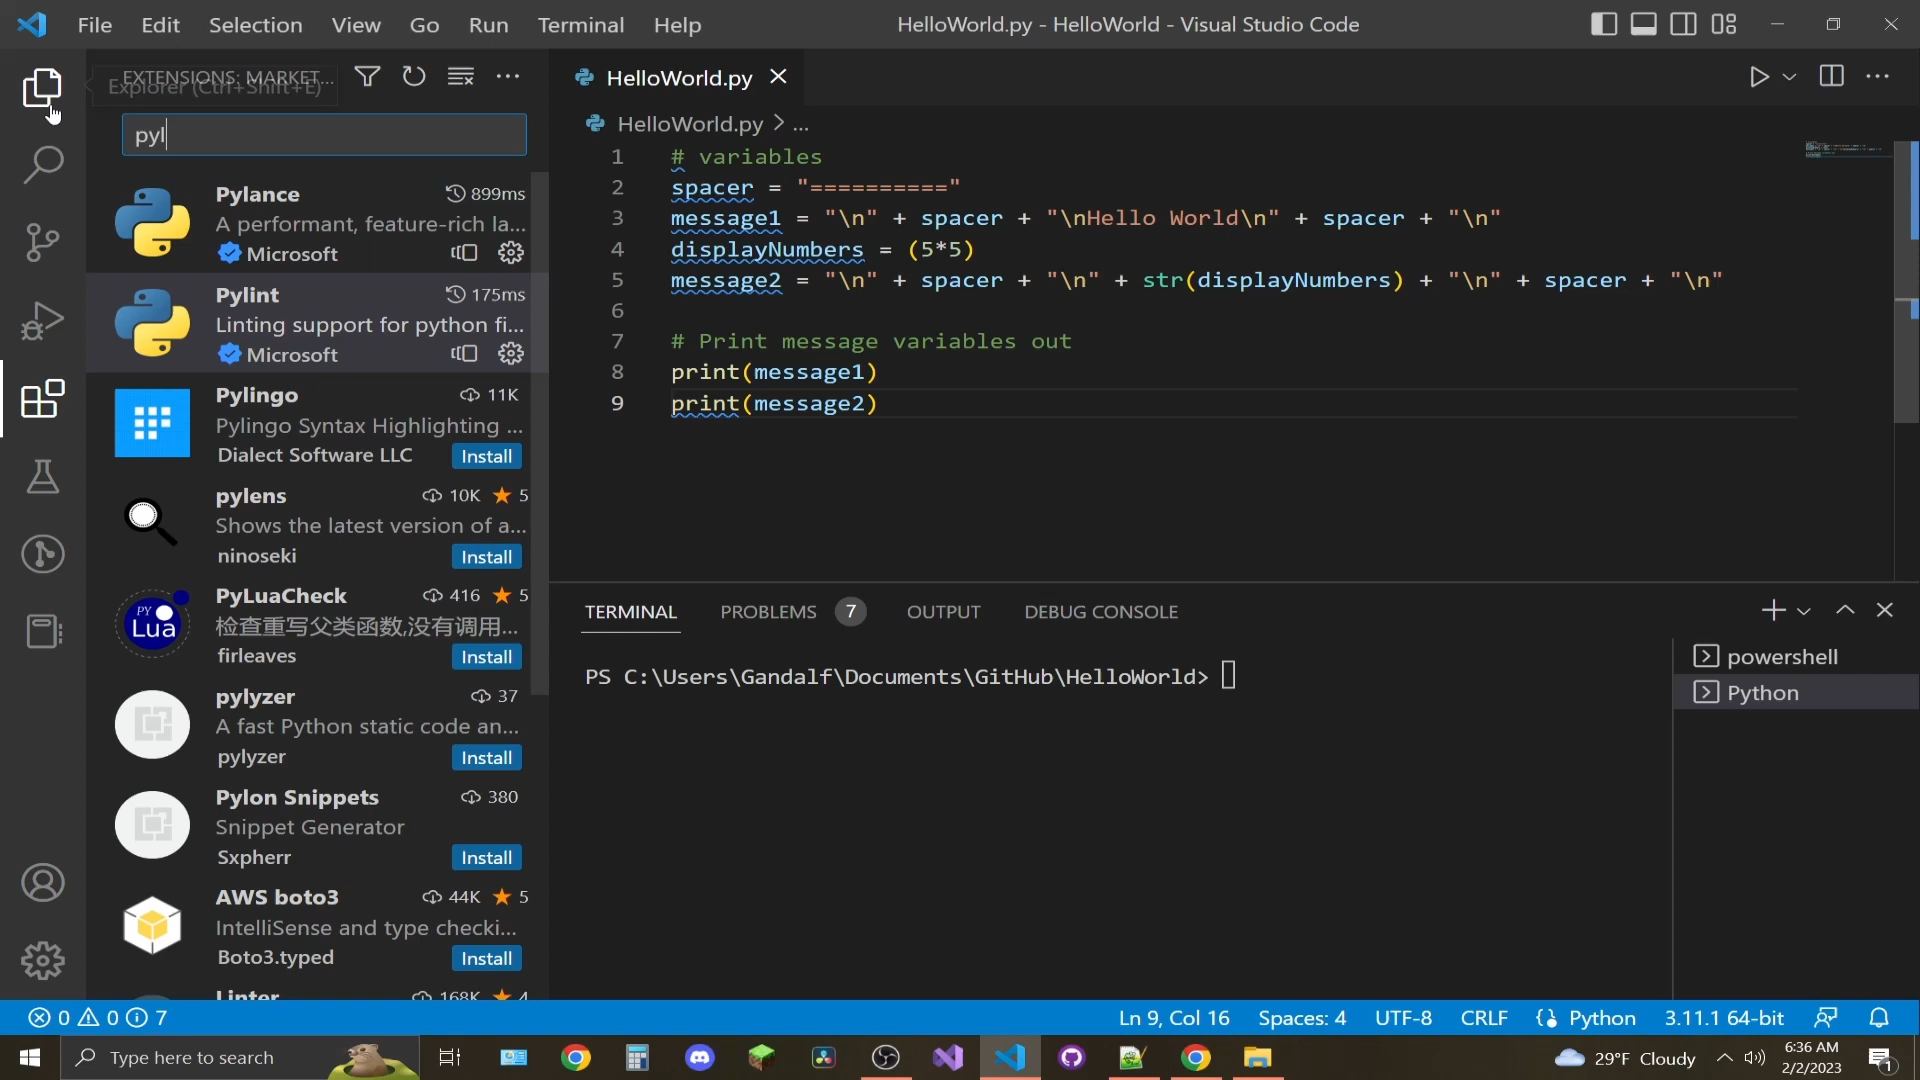 File Edit Selection View Go Run Terminal Help HelloWorld.py - HelloWorld - Visual Studio Code
EXTENSIONS: MARKET...
Explorer (Ctrl+Shift+E)
pyl
Pylance 899ms
A performant, feature-rich la...
Microsoft
Pylint 175ms
Linting support for python fi...
Microsoft
Pylingo 11K
Pylingo Syntax Highlighting ...
Dialect Software LLC Install
pylens 10K 5
Shows the latest version of a...
ninoseki Install
PY
Lua
PyLuaCheck 416 5
检查重写父类函数,没有调用...
firleaves Install
pylyzer 37
A fast Python static code an...
pylyzer Install
Pylon Snippets 380
Snippet Generator
Sxpherr Install
AWS boto3 44K 5
IntelliSense and type checki...
Boto3.typed Install
Linter 168K 4
HelloWorld.py
HelloWorld.py > ...
1 # variables
2 spacer = "=========="
3 message1 = "\n" + spacer + "\nHello World\n" + spacer + "\n"
4 displayNumbers = (5*5)
5 message2 = "\n" + spacer + "\n" + str(displayNumbers) + "\n" + spacer + "\n"
6
7 # Print message variables out
8 print(message1)
9 print(message2)
TERMINAL PROBLEMS 7 OUTPUT DEBUG CONSOLE
PS C:\Users\Gandalf\Documents\GitHub\HelloWorld>
powershell
Python
0 0 7 Ln 9, Col 16 Spaces: 4 UTF-8 CRLF Python 3.11.1 64-bit
Type here to search 29°F Cloudy 6:36 AM
2/2/2023
1